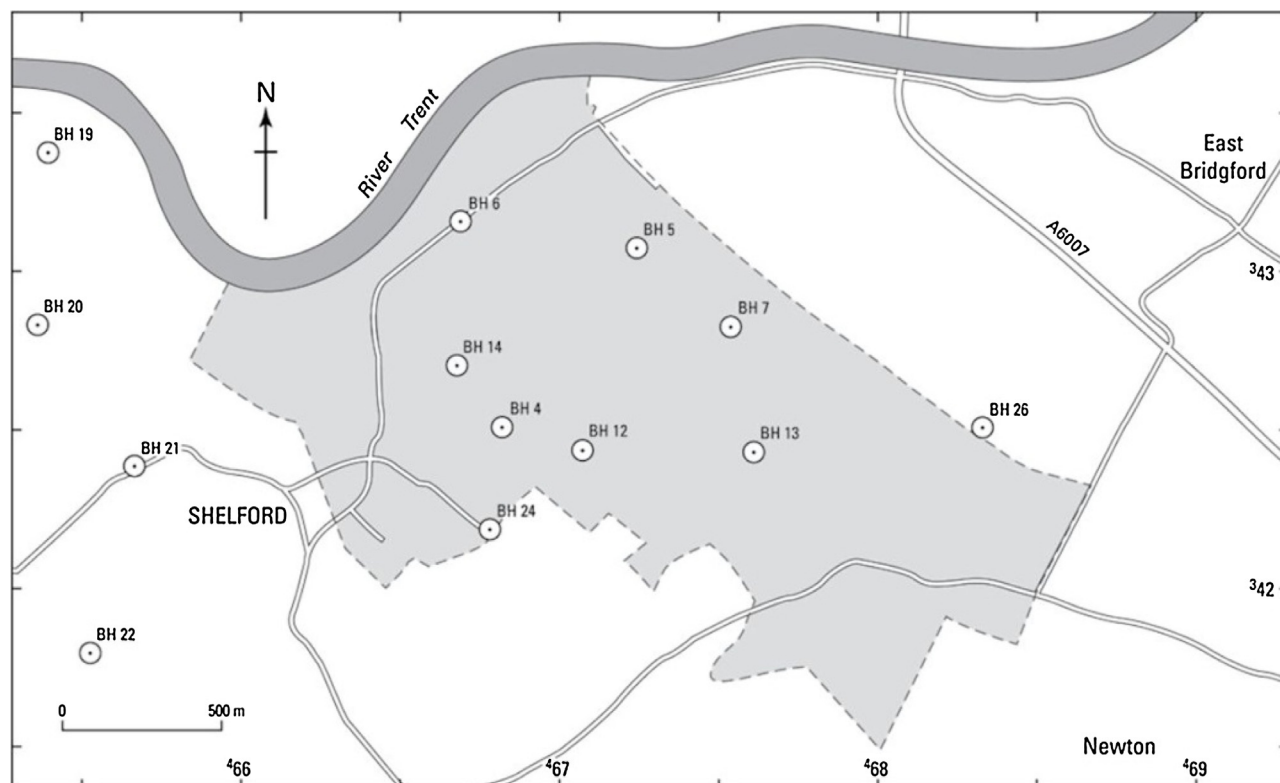 N
River Trent
BH 19
East
Bridgford
BH 6
BH 5
A6007
³43
BH 20
BH 7
BH 14
BH 4
BH 26
BH 12
BH 13
BH 21
SHELFORD
BH 24
³42
BH 22
0 500 m
Newton
⁴66
⁴67
⁴68
⁴69